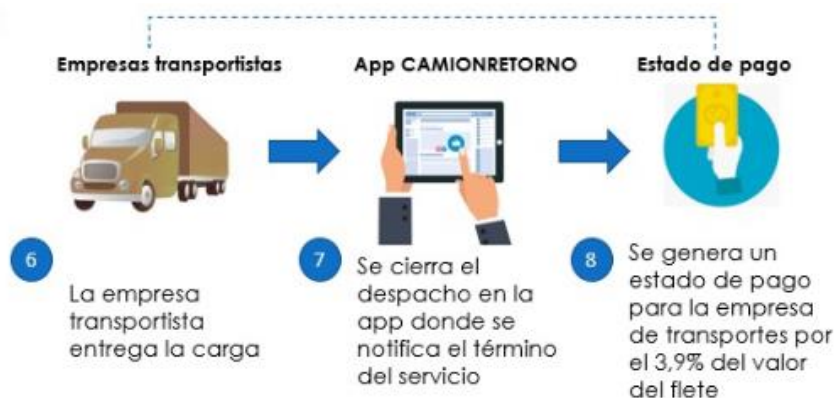 Empresas transportistas
App CAMIONRETORNO
Estado de pago
6
La empresa
transportista
entrega la carga
7
Se cierra el
despacho en la
app donde se
notifica el término
del servicio
8
Se genera un
estado de pago
para la empresa
de transportes por
el 3,9% del valor
del flete